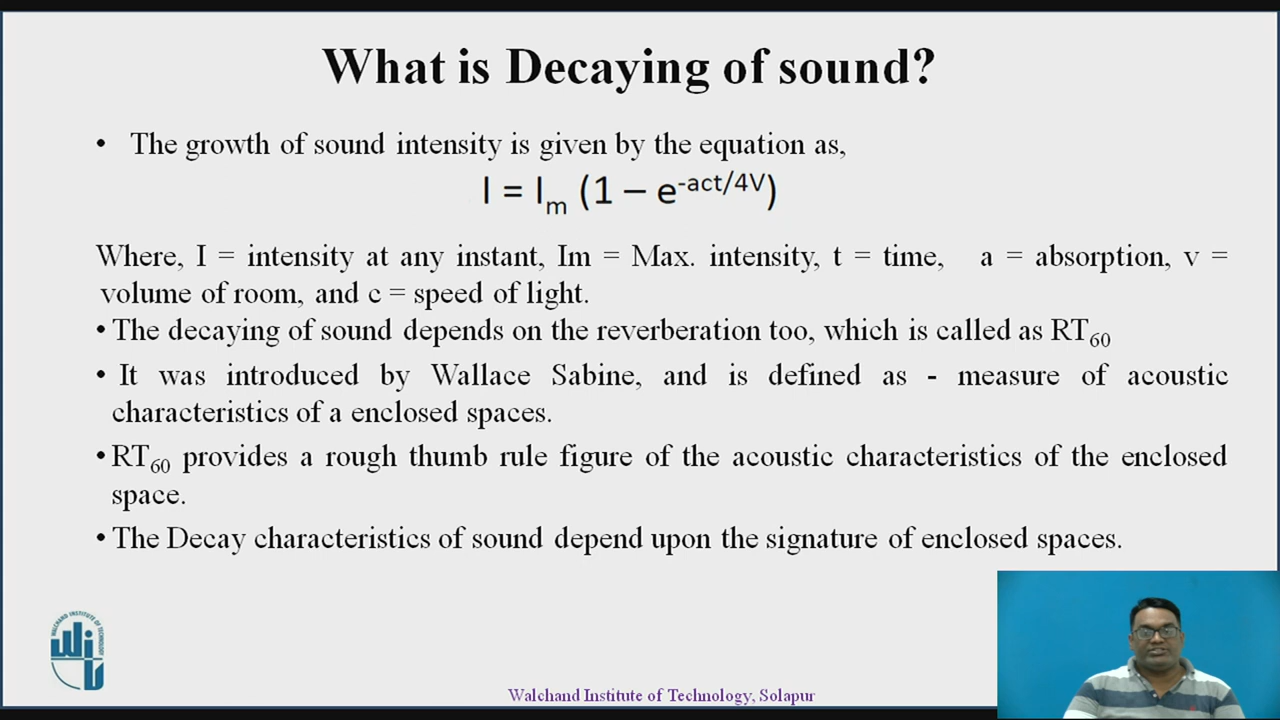 What is Decaying of sound?
• The growth of sound intensity is given by the equation as,
I = Iₘ (1 – e^-act/4V)
Where, I = intensity at any instant, Im = Max. intensity, t = time, a = absorption, v =
volume of room, and c = speed of light.
• The decaying of sound depends on the reverberation too, which is called as RT₆₀
• It was introduced by Wallace Sabine, and is defined as - measure of acoustic
characteristics of a enclosed spaces.
• RT₆₀ provides a rough thumb rule figure of the acoustic characteristics of the enclosed
space.
• The Decay characteristics of sound depend upon the signature of enclosed spaces.
WALCHAND INSTITUTE OF TECHNOLOGY
WIT
Walchand Institute of Technology, Solapur